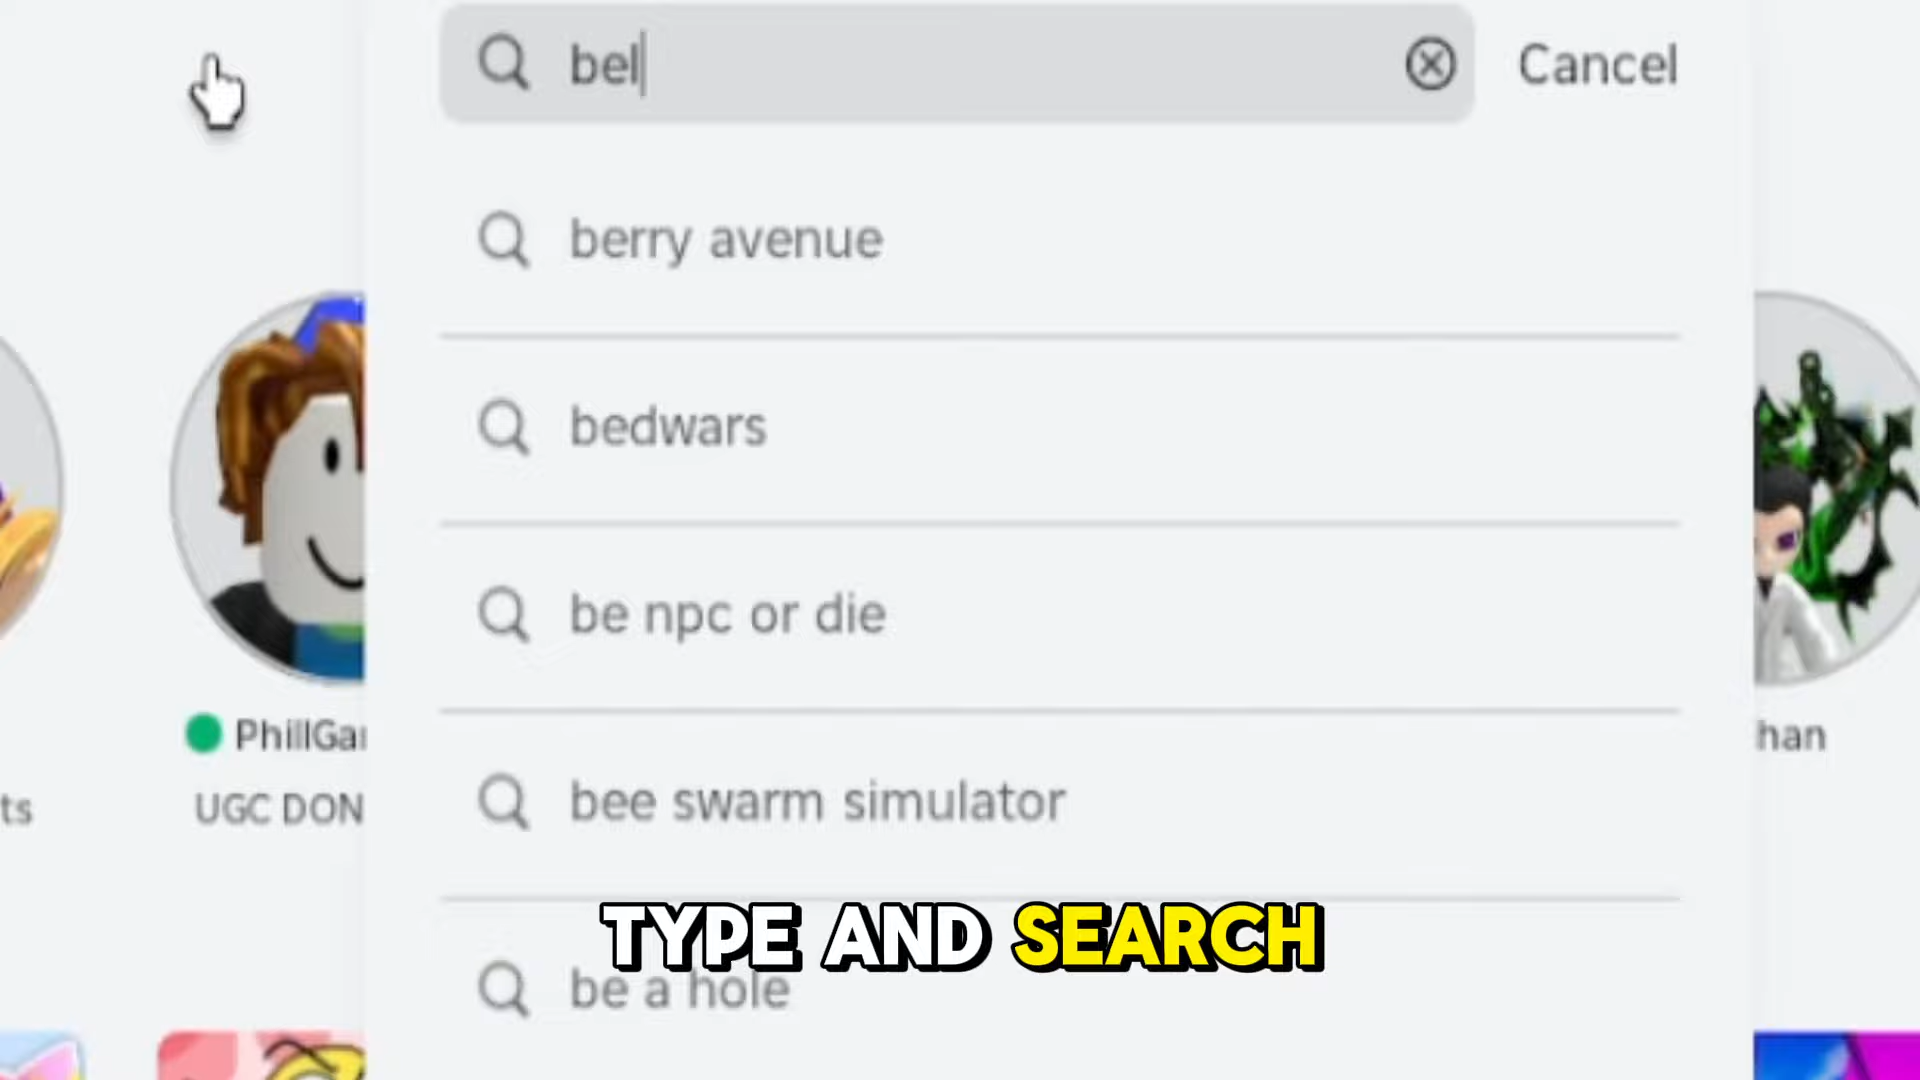 bel
Cancel
berry avenue
bedwars
be npc or die
PhillGa
han
bee swarm simulator
ts
UGC DON
TYPE AND SEARCH
be a hole